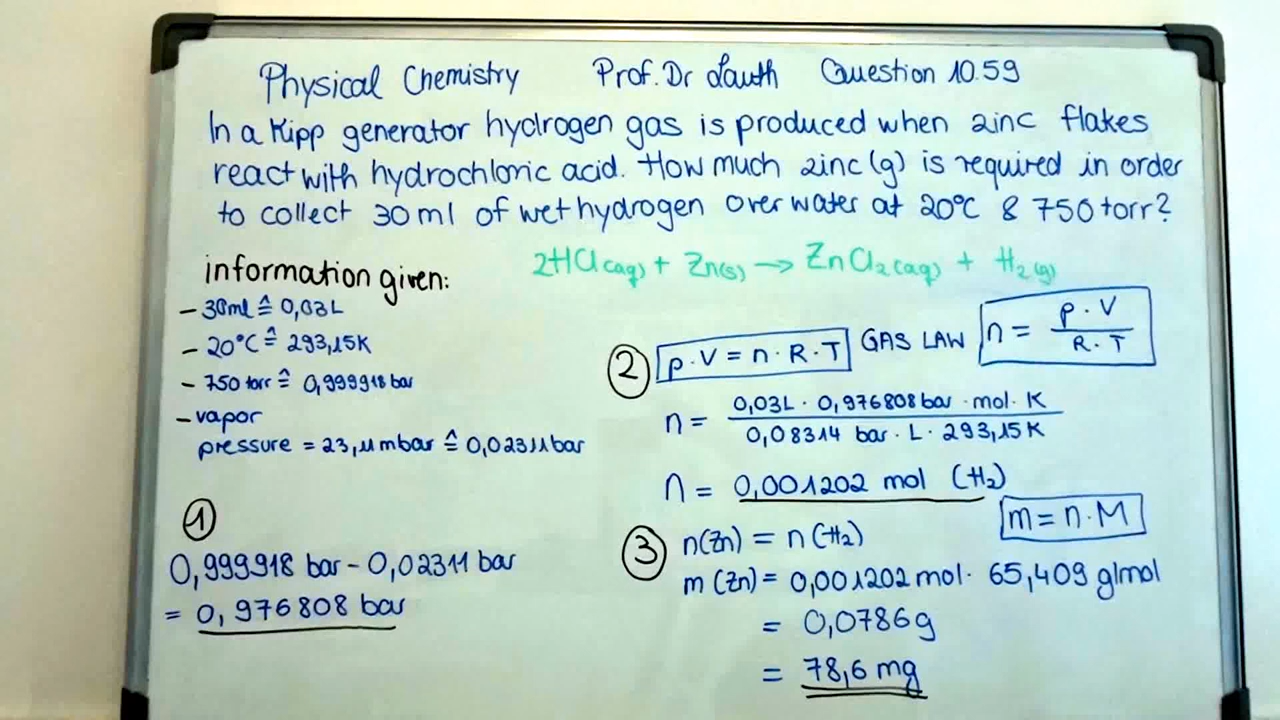 Physical Chemistry Prof. Dr Lauth Question 10.59
In a Kipp generator hydrogen gas is produced when zinc flakes
react with hydrochloric acid. How much zinc (g) is required in order
to collect 30 ml of wet hydrogen over water at 20°C & 750 torr?
2HCl(aq) + Zn(s) → ZnCl2(aq) + H2(g)
information given:
- 30ml ≙ 0,03L
- 20°C ≙ 293,15K
- 750 torr ≙ 0,999918 bar
- vapor
pressure = 23,11 mbar ≙ 0,02311 bar
①
0,999918 bar - 0,02311 bar
= 0,976808 bar
② p · V = n · R · T GAS LAW n = p · V / R · T
n = 0,03L · 0,976808 bar · mol · K / 0,08314 bar · L · 293,15K
n = 0,001202 mol (H2)
m = n · M
③ n(Zn) = n(H2)
m(Zn) = 0,001202 mol · 65,409 g/mol
= 0,0786g
= 78,6 mg